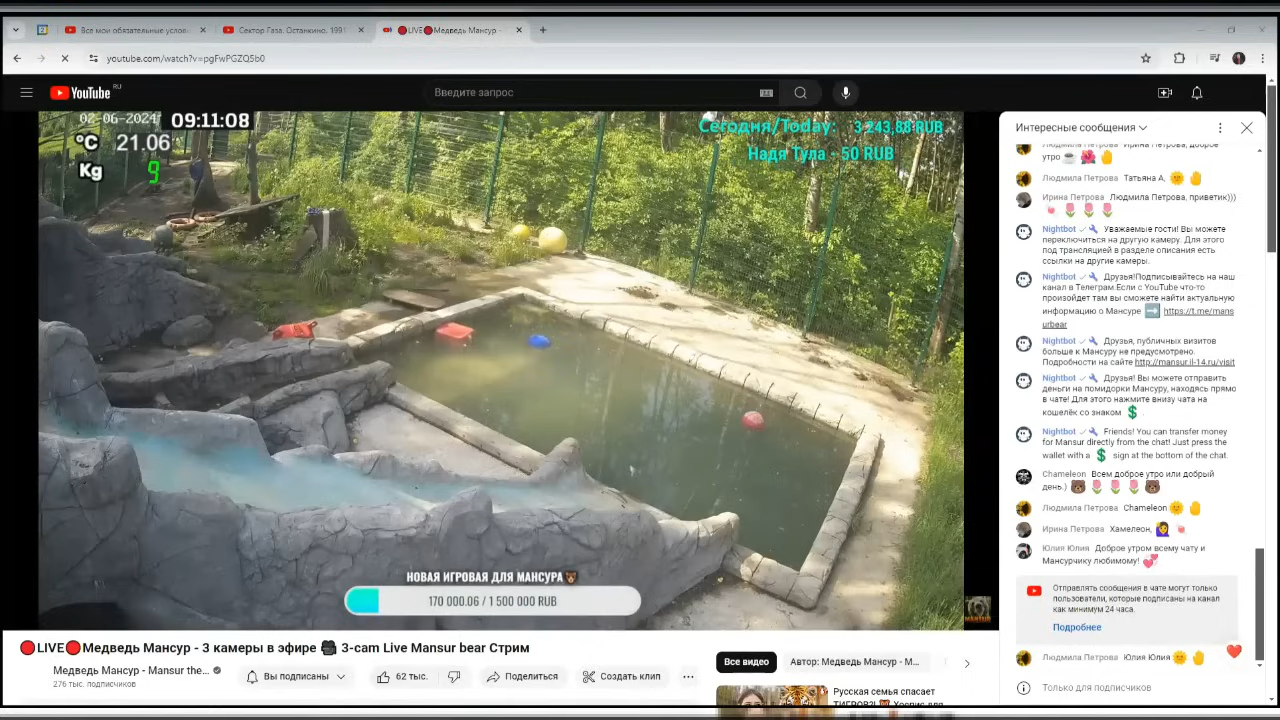 Все мои обязательные услов
Сектор Газа. Останкино. 1991
🔴LIVE🔴Медведь Мансур -
youtube.com/watch?v=pgFwPGZQ5b0
YouTube RU
Введите запрос
02-06-2024 09:11:08
°C 21.06
Kg 9
Сегодня/Today: 3 243,88 RUB
Надя Тула - 50 RUB
НОВАЯ ИГРОВАЯ ДЛЯ МАНСУРА🐻
170 000.06 / 1 500 000 RUB
MANSUR
🔴LIVE🔴Медведь Мансур - 3 камеры в эфире 🎥 3-cam Live Mansur bear Стрим
Медведь Мансур - Mansur the...
276 тыс. подписчиков
Вы подписаны
62 тыс.
Поделиться
Создать клип
Все видео
Автор: Медведь Мансур - М...
Русская семья спасает
Интересные сообщения
Людмила Петрова Ирина Петрова, доброе
утро ☕ 🌺 🤚
Людмила Петрова Татьяна А, 🌞 🤚
Ирина Петрова Людмила Петрова, приветик)))
🍬 🌷 🌷 🌷
Nightbot Уважаемые гости! Вы можете
переключиться на другую камеру. Для этого
под трансляцией в разделе описания есть
ссылки на другие камеры.
Nightbot Друзья!Подписывайтесь на наш
канал в Телеграм.Если с YouTube что-то
произойдет там вы сможете найти актуальную
информацию о Мансуре ➡ https://t.me/mans
urbear
Nightbot Друзья, публичных визитов
больше к Мансуру не предусмотрено.
Подробности на сайте http://mansur.il-14.ru/visit
Nightbot Друзья! Вы можете отправить
деньги на помидорки Мансуру, находясь прямо
в чате! Для этого нажмите внизу чата на
кошелёк со знаком 💲 .
Nightbot Friends! You can transfer money
for Mansur directly from the chat! Just press the
wallet with a 💲 sign at the bottom of the chat.
Chameleon Всем доброе утро или добрый
день.) 🐻 🌷 🌷 🌷 🐻
Людмила Петрова Chameleon 🌞 🤚
Ирина Петрова Хамелеон, 🙋‍♀️ 🍬
Юлия Юлия Доброе утром всему чату и
Мансурчику любимому! 💞
Отправлять сообщения в чате могут только
пользователи, которые подписаны на канал
как минимум 24 часа.
Подробнее
Людмила Петрова Юлия Юлия 🌞 🤚
Только для подписчиков